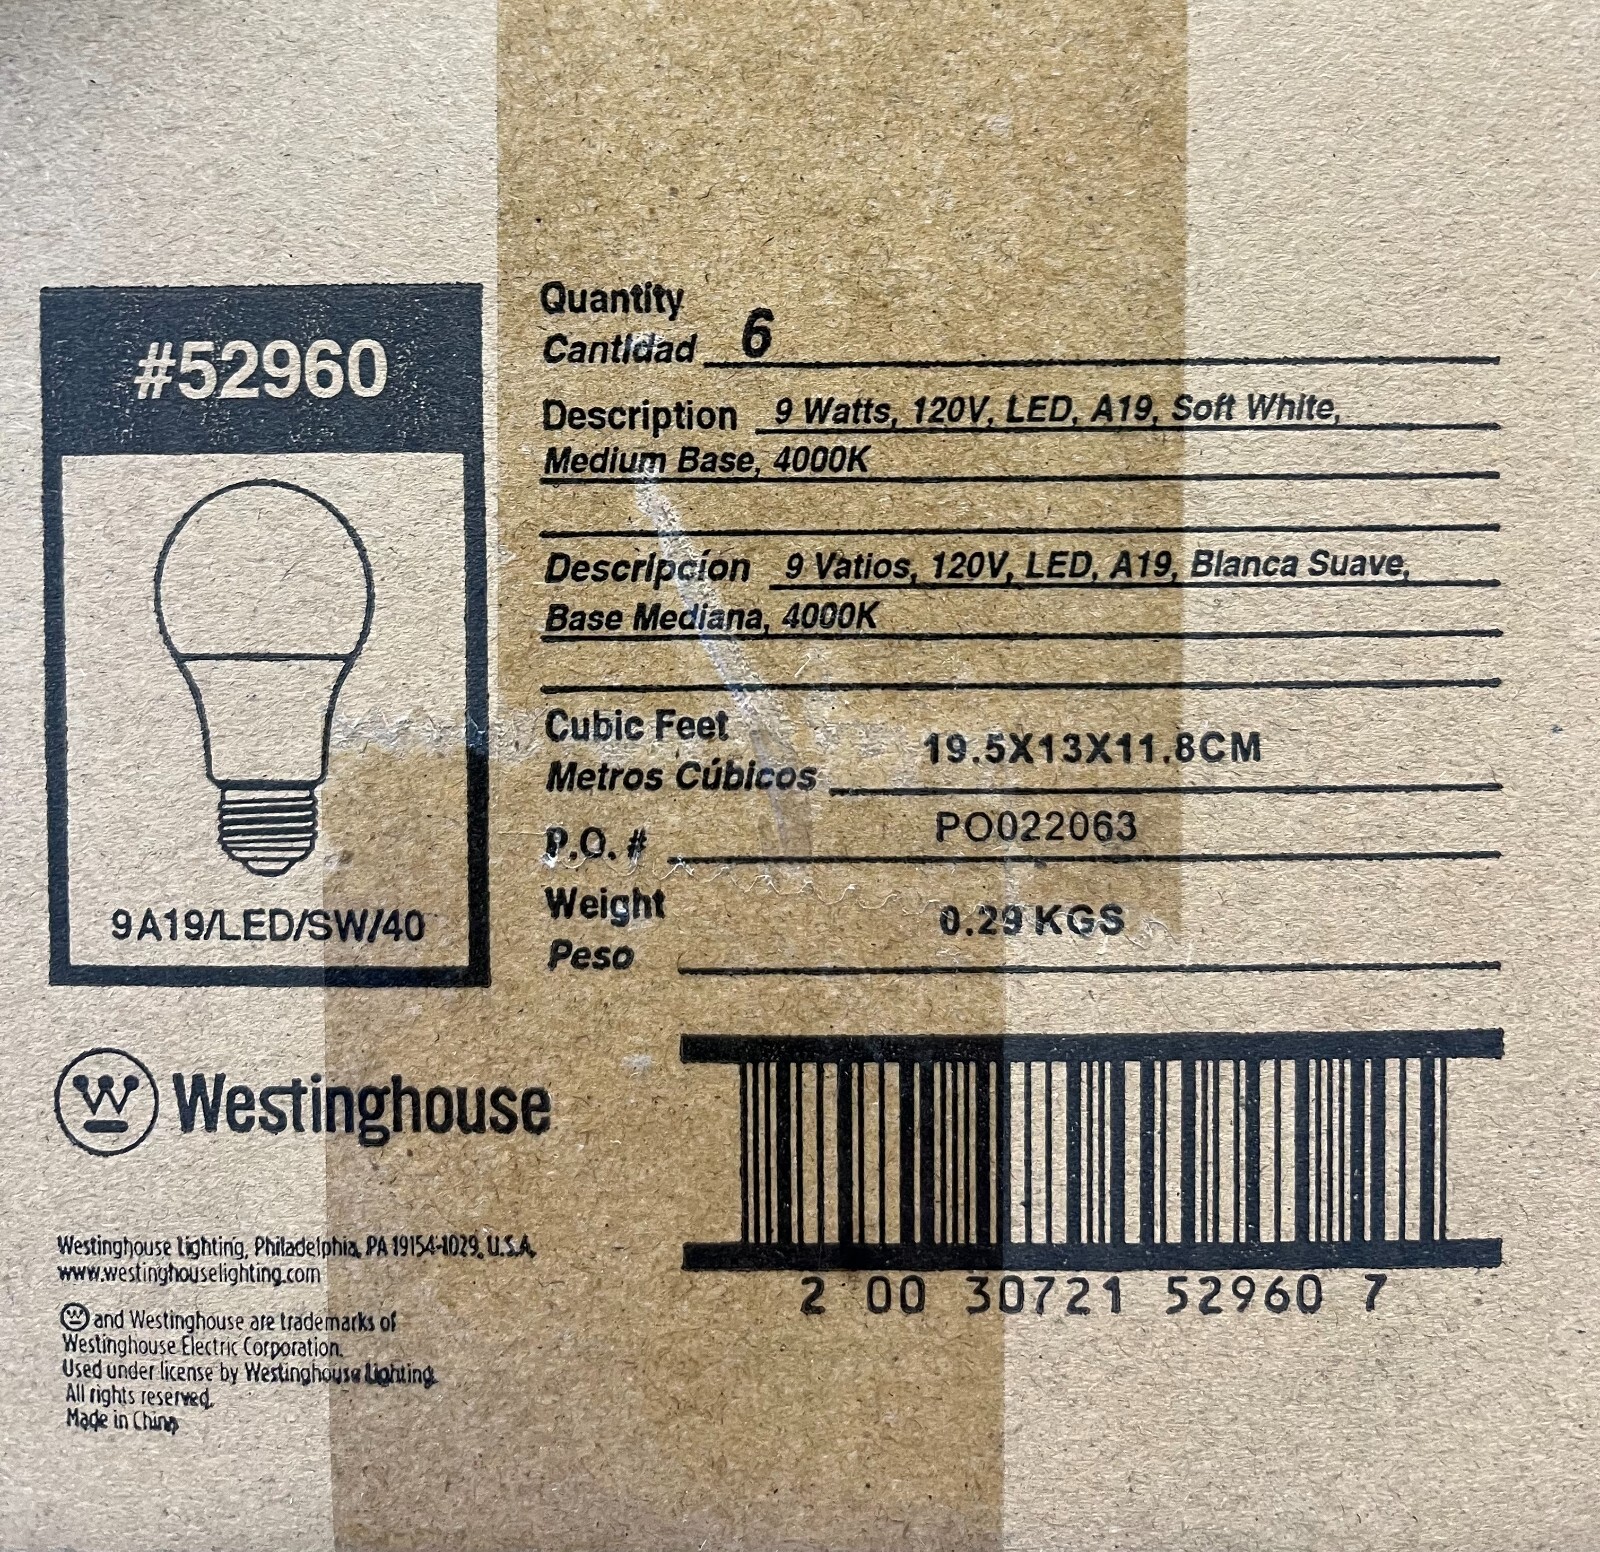 #52960
9A19/LED/SW/40
Quantity
Cantidad 6
Description 9 Watts, 120V, LED, A19, Soft White,
Medium Base, 4000K
Descripcíon 9 Vatios, 120V, LED, A19, Blanca Suave,
Base Mediana, 4000K
Cubic Feet
Metros Cúbicos 19.5X13X11.8CM
P.O. # PO022063
Weight
Peso 0.29 KGS
W Westinghouse
Westinghouse Lighting, Philadelphia, PA 19154-1029, U.S.A.
www.westinghouselighting.com
W and Westinghouse are trademarks of
Westinghouse Electric Corporation.
Used under license by Westinghouse Lighting.
All rights reserved.
Made in China
2 00 30721 52960 7